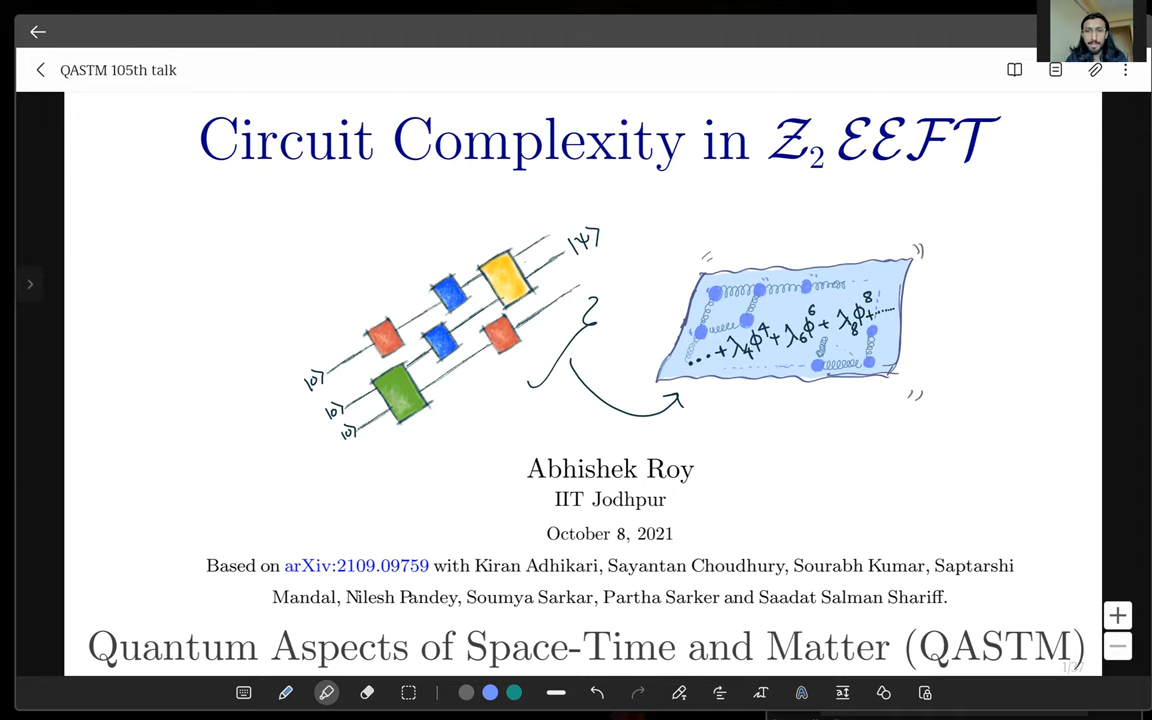 QASTM 105th talk
Circuit Complexity in Z₂ EEFT
|ψ⟩
|0⟩
|0⟩
|0⟩
...+λ₄φ⁴+λ₆φ⁶+λ₈φ⁸+......
Abhishek Roy
IIT Jodhpur
October 8, 2021
Based on arXiv:2109.09759 with Kiran Adhikari, Sayantan Choudhury, Sourabh Kumar, Saptarshi
Mandal, Nilesh Pandey, Soumya Sarkar, Partha Sarker and Saadat Salman Shariff.
Quantum Aspects of Space-Time and Matter (QASTM)